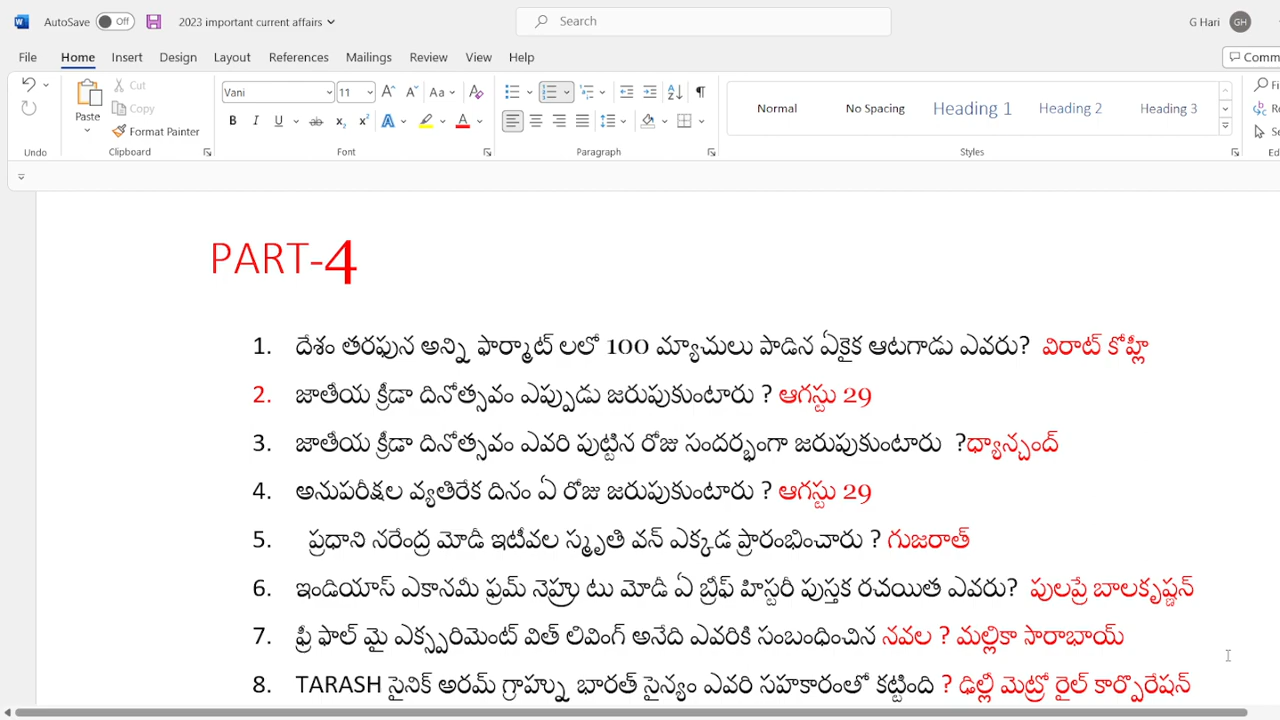 AutoSave Off 2023 important current affairs Search G Hari GH
File Home Insert Design Layout References Mailings Review View Help Comm
Cut Vani 11 Aa Normal No Spacing Heading 1 Heading 2 Heading 3
Copy
Paste Format Painter B I U ab
Undo Clipboard Font Paragraph Styles
PART-4
1. దేశం తరఫున అన్ని ఫార్మాట్ లలో 100 మ్యాచులు పాడిన ఏకైక ఆటగాడు ఎవరు? విరాట్ కోహ్లీ
2. జాతీయ క్రీడా దినోత్సవం ఎప్పుడు జరుపుకుంటారు ? ఆగస్టు 29
3. జాతీయ క్రీడా దినోత్సవం ఎవరి పుట్టిన రోజు సందర్భంగా జరుపుకుంటారు ?ధ్యాన్చంద్
4. అనుపరీక్షల వ్యతిరేక దినం ఏ రోజు జరుపుకుంటారు ? ఆగస్టు 29
5. ప్రధాని నరేంద్ర మోడీ ఇటీవల స్మృతి వన్ ఎక్కడ ప్రారంభించారు ? గుజరాత్
6. ఇండియాస్ ఎకానమీ ఫ్రమ్ నెహ్రు టు మోడీ ఏ బ్రీఫ్ హిస్టరీ పుస్తక రచయిత ఎవరు? పులప్రే బాలకృష్ణన్
7. ఫ్రీ ఫాల్ మై ఎక్స్పరిమెంట్ విత్ లివింగ్ అనేది ఎవరికి సంబంధించిన నవల ? మల్లికా సారాభాయ్
8. TARASH సైనిక్ అరమ్ గ్రాహ్ను భారత్ సైన్యం ఎవరి సహకారంతో కట్టింది ? ఢిల్లీ మెట్రో రైల్ కార్పొరేషన్